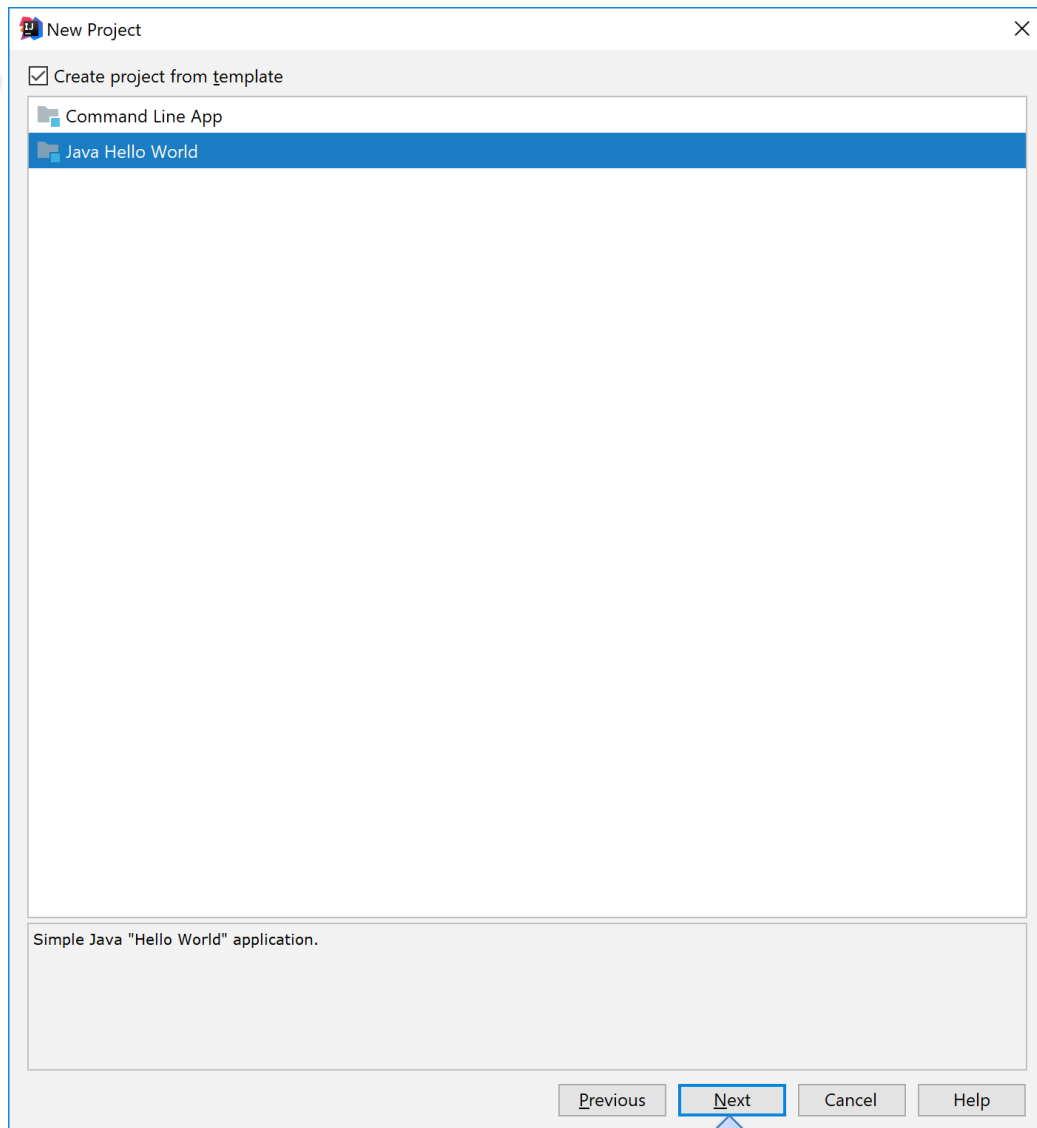 New Project
Create project from template
Command Line App
Java Hello World
Simple Java "Hello World" application.
Previous Next Cancel Help